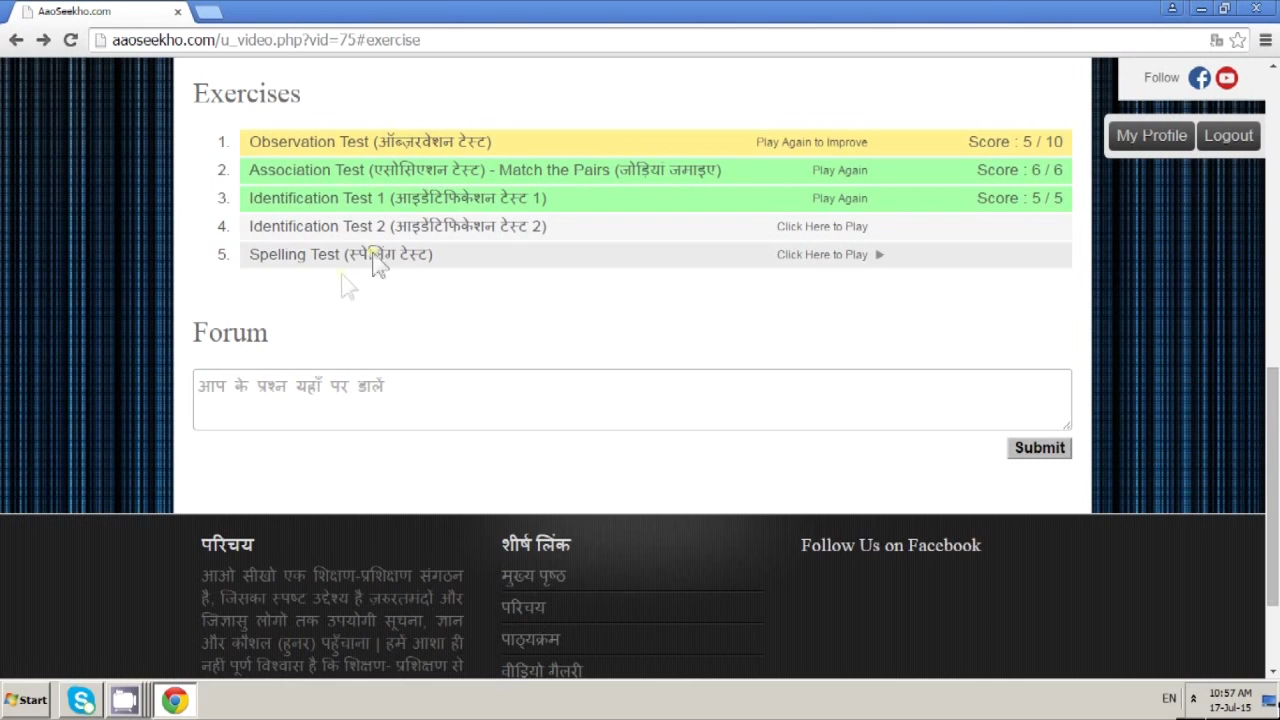 AaoSeekho.com
aaoseekho.com/u_video.php?vid=75#exercise
Follow
My Profile Logout
Exercises
1. Observation Test (ऑब्ज़रवेशन टेस्ट) Play Again to Improve Score : 5 / 10
2. Association Test (एसोसिएशन टेस्ट) - Match the Pairs (जोड़ियां जमाइए) Play Again Score : 6 / 6
3. Identification Test 1 (आइडेंटिफिकेशन टेस्ट 1) Play Again Score : 5 / 5
4. Identification Test 2 (आइडेंटिफिकेशन टेस्ट 2) Click Here to Play
5. Spelling Test (स्पेलिंग टेस्ट) Click Here to Play
Forum
आप के प्रश्न यहाँ पर डालें
Submit
परिचय
आओ सीखो एक शिक्षण-प्रशिक्षण संगठन
है, जिसका स्पष्ट उद्देश्य है ज़रुरतमंदों और
जिज्ञासु लोगों तक उपयोगी सूचना, ज्ञान
और कौशल (हुनर) पहुँचाना | हमें आशा ही
नहीं पूर्ण विश्वास है कि शिक्षण- प्रशिक्षण से
शीर्ष लिंक
मुख्य पृष्ठ
परिचय
पाठ्यक्रम
वीडियो गैलरी
Follow Us on Facebook
Start
EN
10:57 AM
17-Jul-15